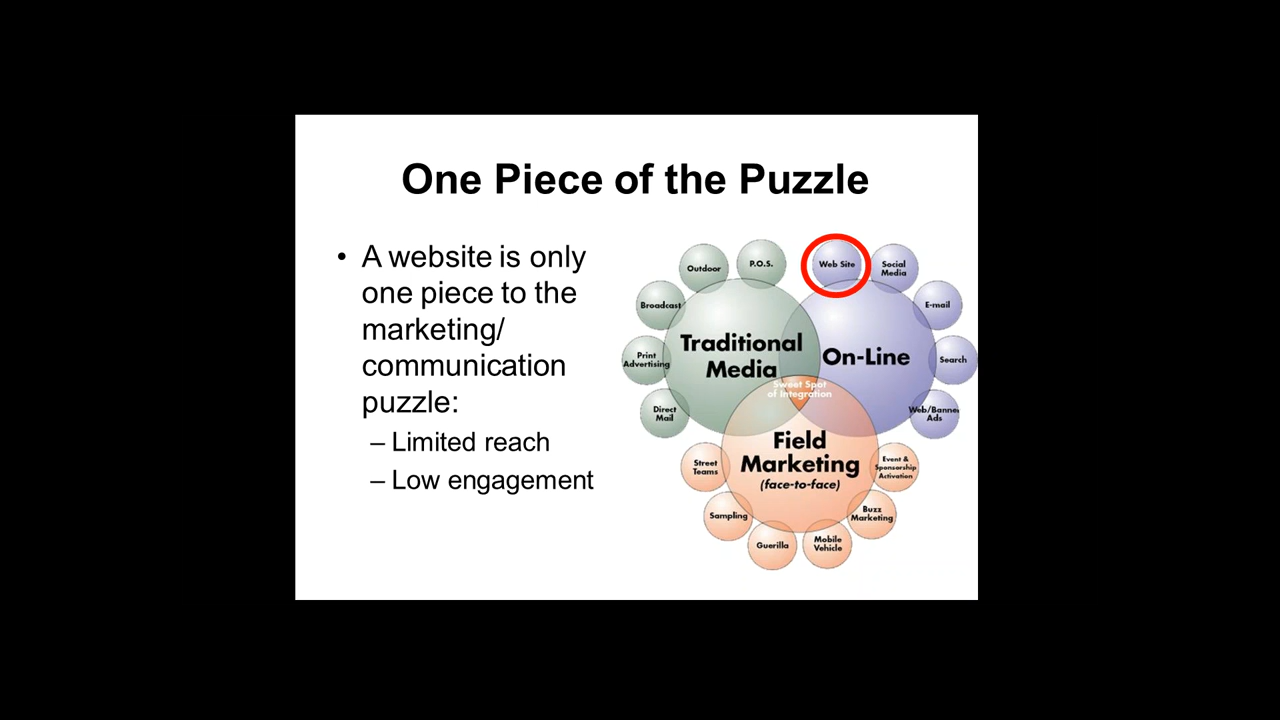 One Piece of the Puzzle
• A website is only
one piece to the
marketing/
communication
puzzle:
– Limited reach
– Low engagement
Outdoor
P.O.S.
Web Site
Social
Media
Broadcast
E-mail
Print
Advertising
Traditional
Media
On-Line
Search
Direct
Mail
Sweet Spot
of Integration
Web/Banner
Ads
Field
Marketing
(face-to-face)
Street
Teams
Event &
Sponsorship
Activation
Sampling
Buzz
Marketing
Guerilla
Mobile
Vehicle